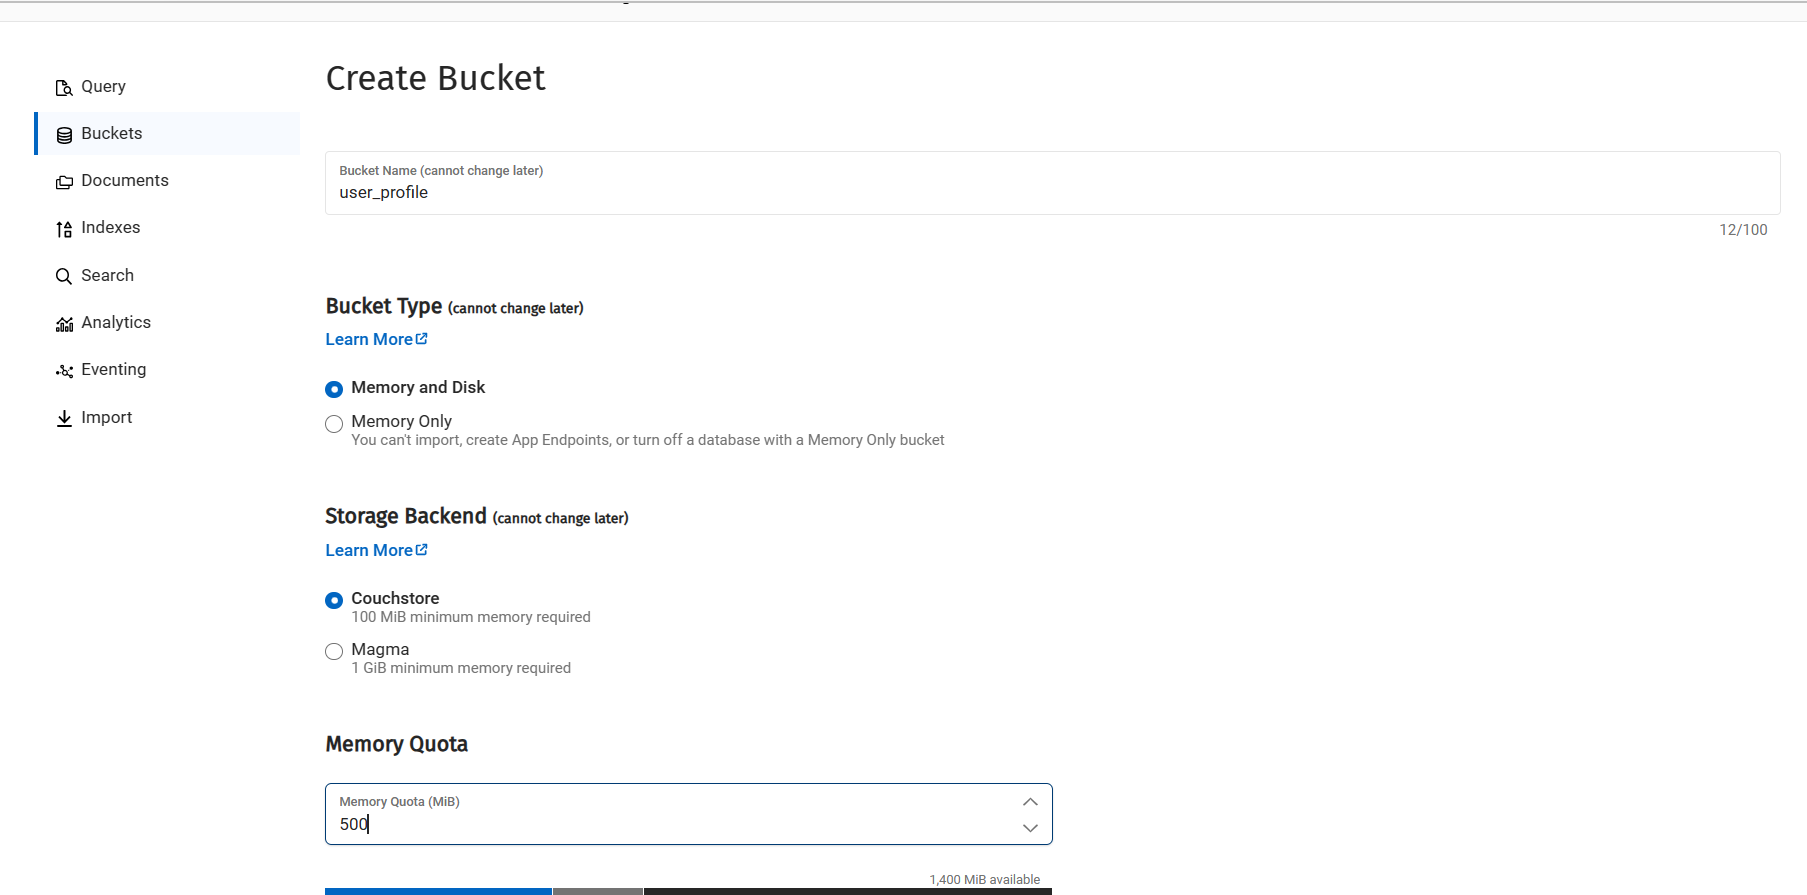 Query
Buckets
Documents
Indexes
Search
Analytics
Eventing
Import
Create Bucket
Bucket Name (cannot change later)
user_profile
12/100
Bucket Type (cannot change later)
Learn More
Memory and Disk
Memory Only
You can't import, create App Endpoints, or turn off a database with a Memory Only bucket
Storage Backend (cannot change later)
Learn More
Couchstore
100 MiB minimum memory required
Magma
1 GiB minimum memory required
Memory Quota
Memory Quota (MiB)
500
1,400 MiB available